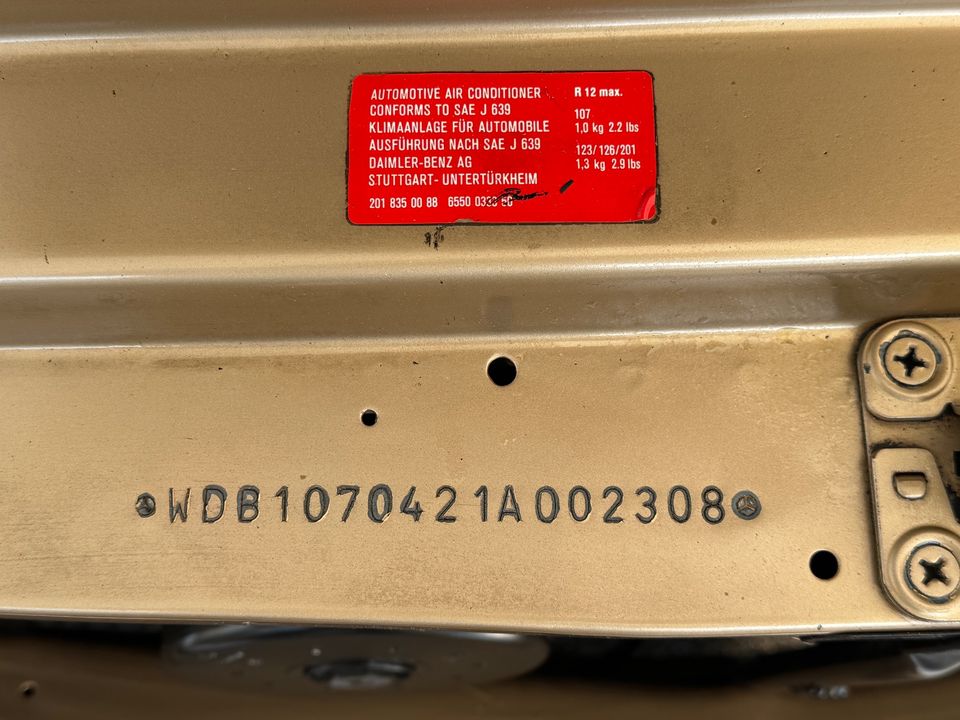 AUTOMOTIVE AIR CONDITIONER
CONFORMS TO SAE J 639
KLIMAANLAGE FÜR AUTOMOBILE
AUSFÜHRUNG NACH SAE J 639
DAIMLER-BENZ AG
STUTTGART- UNTERTÜRKHEIM
201 835 00 88 6550
R 12 max.
107
1,0 kg 2.2 lbs
123/126/201
1,3 kg 2.9 lbs
WDB1070421A002308